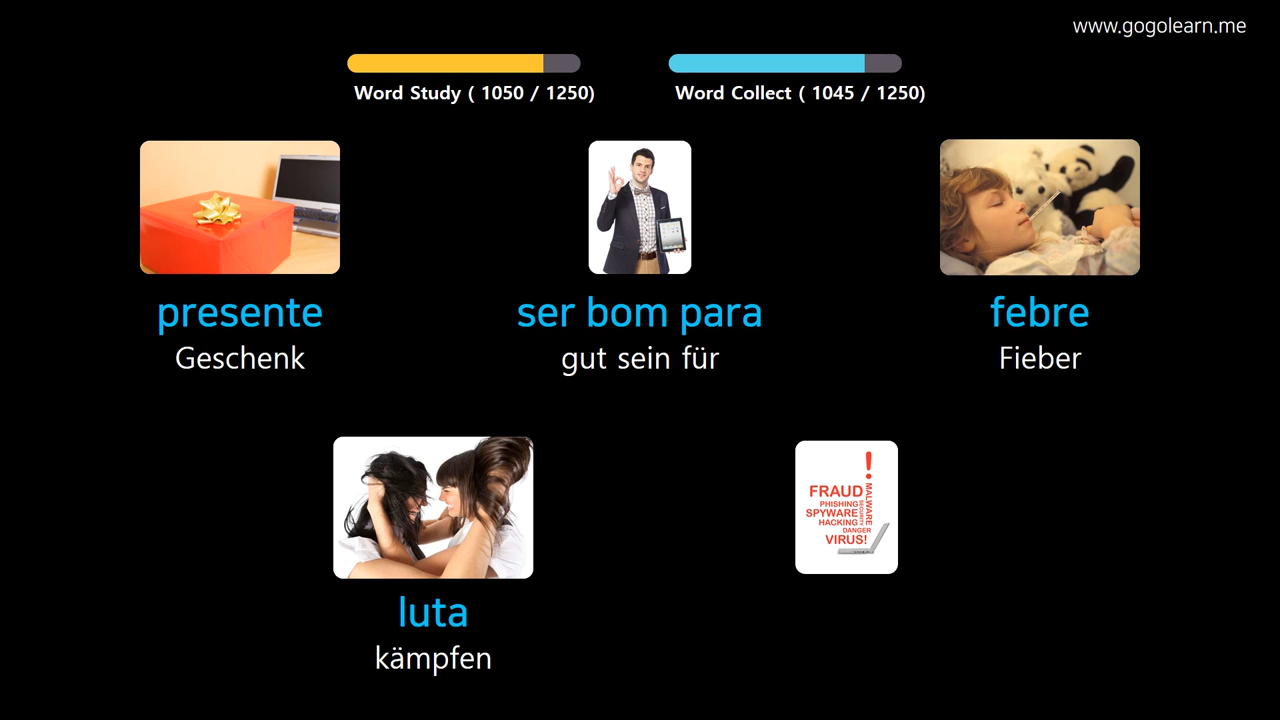 www.gogolearn.me
Word Study ( 1050 / 1250)
Word Collect ( 1045 / 1250)
presente
Geschenk
ser bom para
gut sein für
febre
Fieber
luta
kämpfen
FRAUD
PHISHING
SPYWARE
HACKING
DANGER
VIRUS!
MALWARE
SECURITY